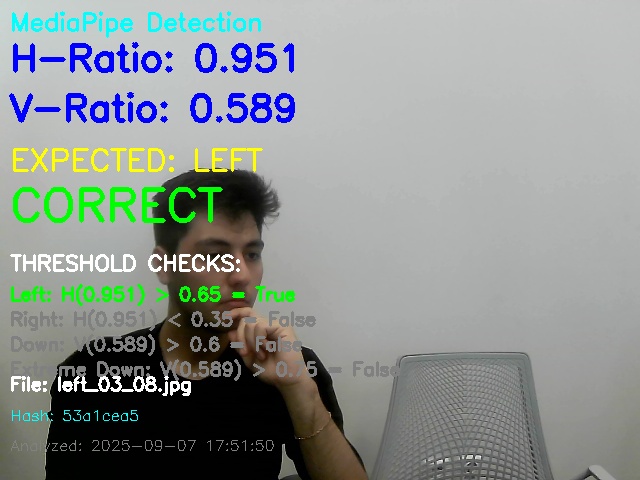 MediaPipe Detection
H-Ratio: 0.951
V-Ratio: 0.589
EXPECTED: LEFT
CORRECT
THRESHOLD CHECKS:
Left: H(0.951) > 0.65 = True
Right: H(0.951) < 0.35 = False
Down: V(0.589) > 0.6 = False
Extreme Down: V(0.589) > 0.75 = False
File: left_03_08.jpg
Hash: 53a1cea5
Analyzed: 2025-09-07 17:51:50